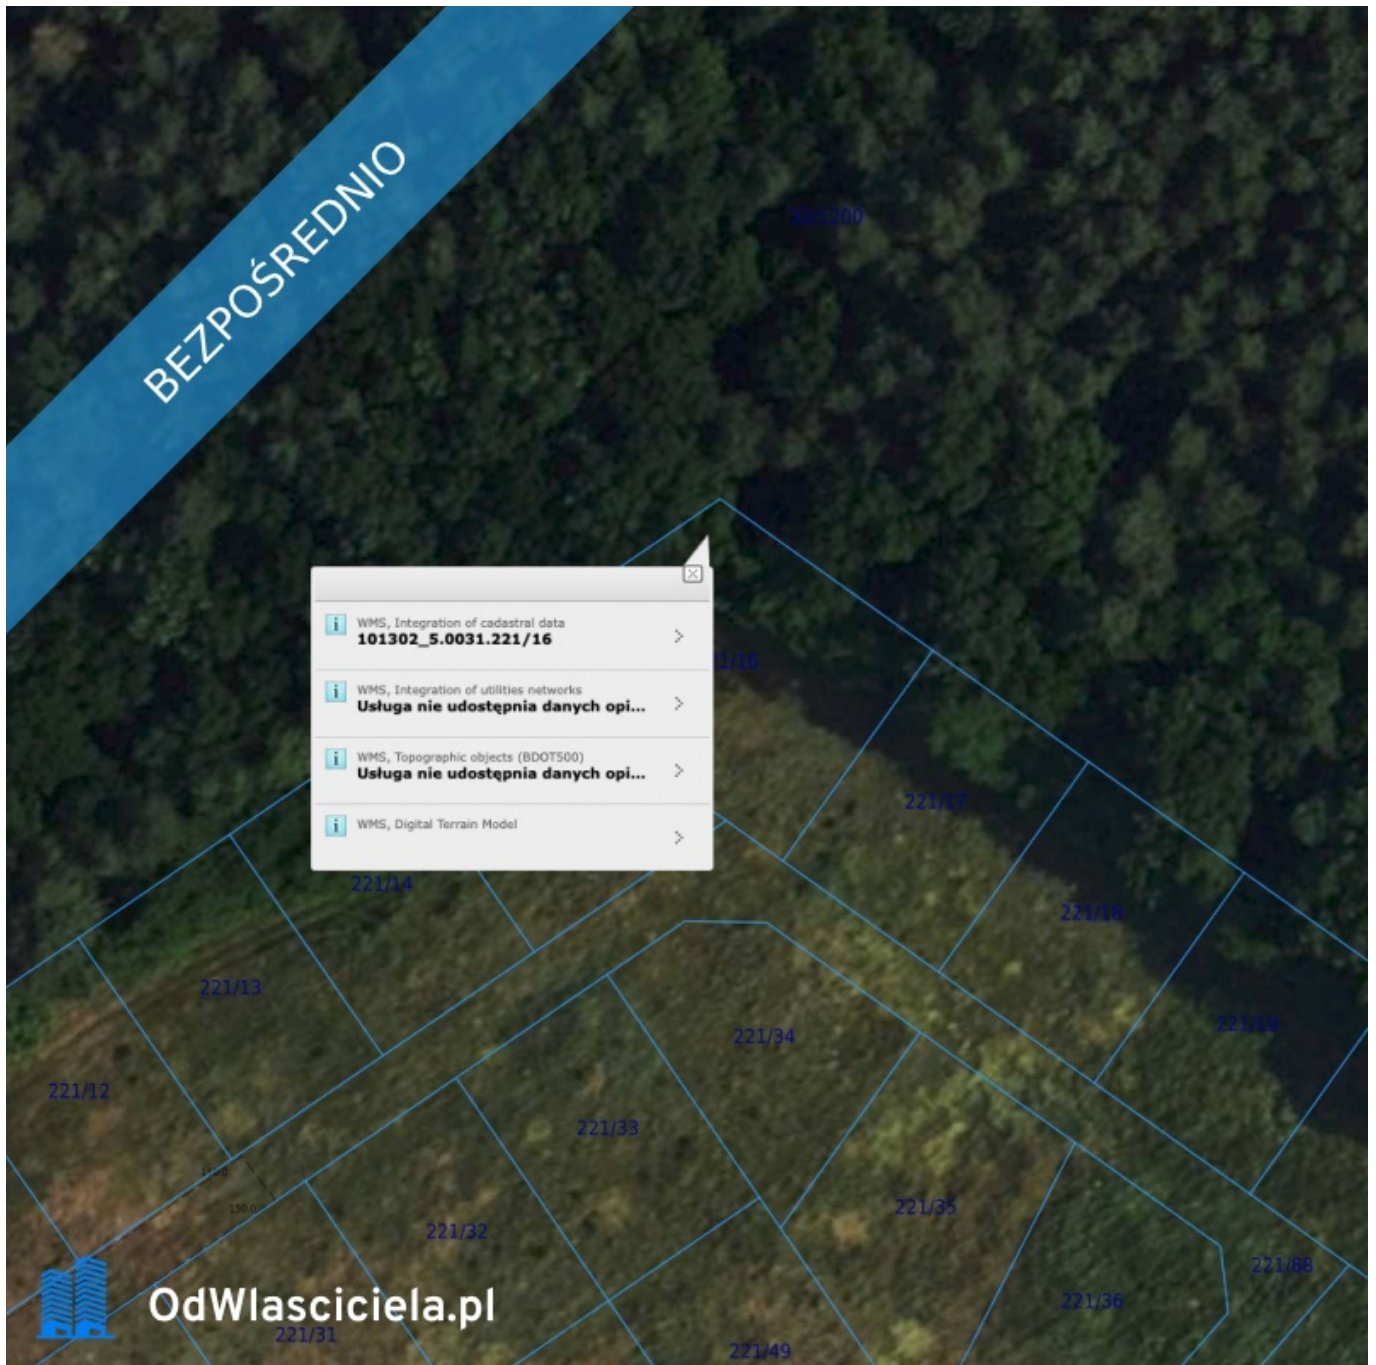 BEZPOŚREDNIO
WMS, Integration of cadastral data
101302_5.0031.221/16
WMS, Integration of utilities networks
Usługa nie udostępnia danych opi...
WMS, Topographic objects (BDOT500)
Usługa nie udostępnia danych opi...
WMS, Digital Terrain Model
221/17
221/14
221/18
221/13
221/19
221/34
221/12
221/33
221/35
150.0
221/32
221/88
221/36
OdWlasciciela.pl
221/31
221/49